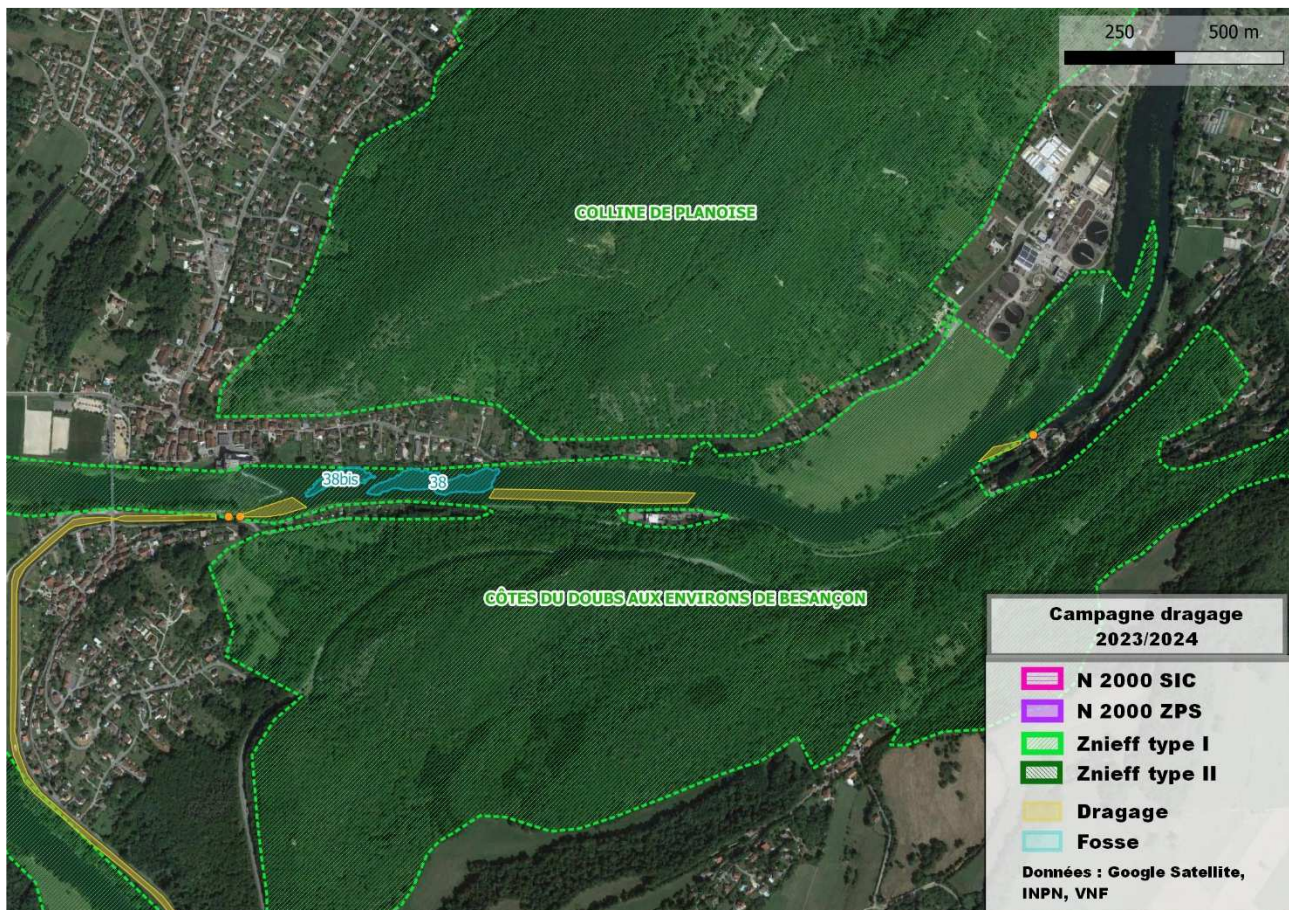 250 500 m
COLLINE DE PLANOISE
38bis
38
CÔTES DU DOUBS AUX ENVIRONS DE BESANÇON
Campagne dragage
2023/2024
N 2000 SIC
N 2000 ZPS
Znieff type I
Znieff type II
Dragage
Fosse
Données : Google Satellite,
INPN, VNF